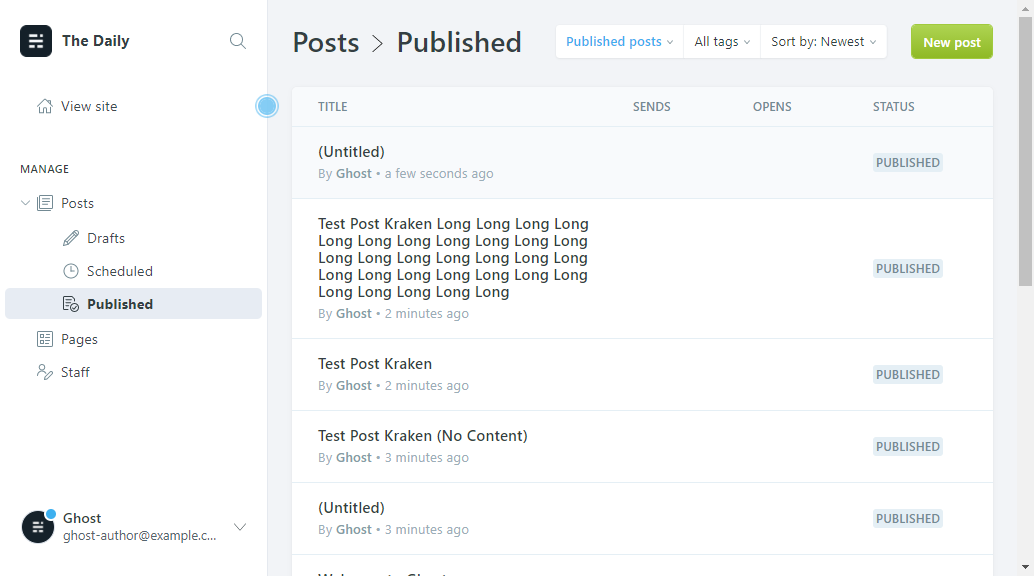 The Daily
View site
MANAGE
Posts
Drafts
Scheduled
Published
Pages
Staff
Ghost
ghost-author@example.c...
Posts > Published
Published posts
All tags
Sort by: Newest
New post
TITLE SENDS OPENS STATUS
(Untitled)
By Ghost • a few seconds ago
PUBLISHED
Test Post Kraken Long Long Long Long
Long Long Long Long Long Long Long
Long Long Long Long Long Long Long
Long Long Long Long Long Long Long
Long Long Long Long Long
By Ghost • 2 minutes ago
PUBLISHED
Test Post Kraken
By Ghost • 2 minutes ago
PUBLISHED
Test Post Kraken (No Content)
By Ghost • 3 minutes ago
PUBLISHED
(Untitled)
By Ghost • 3 minutes ago
PUBLISHED